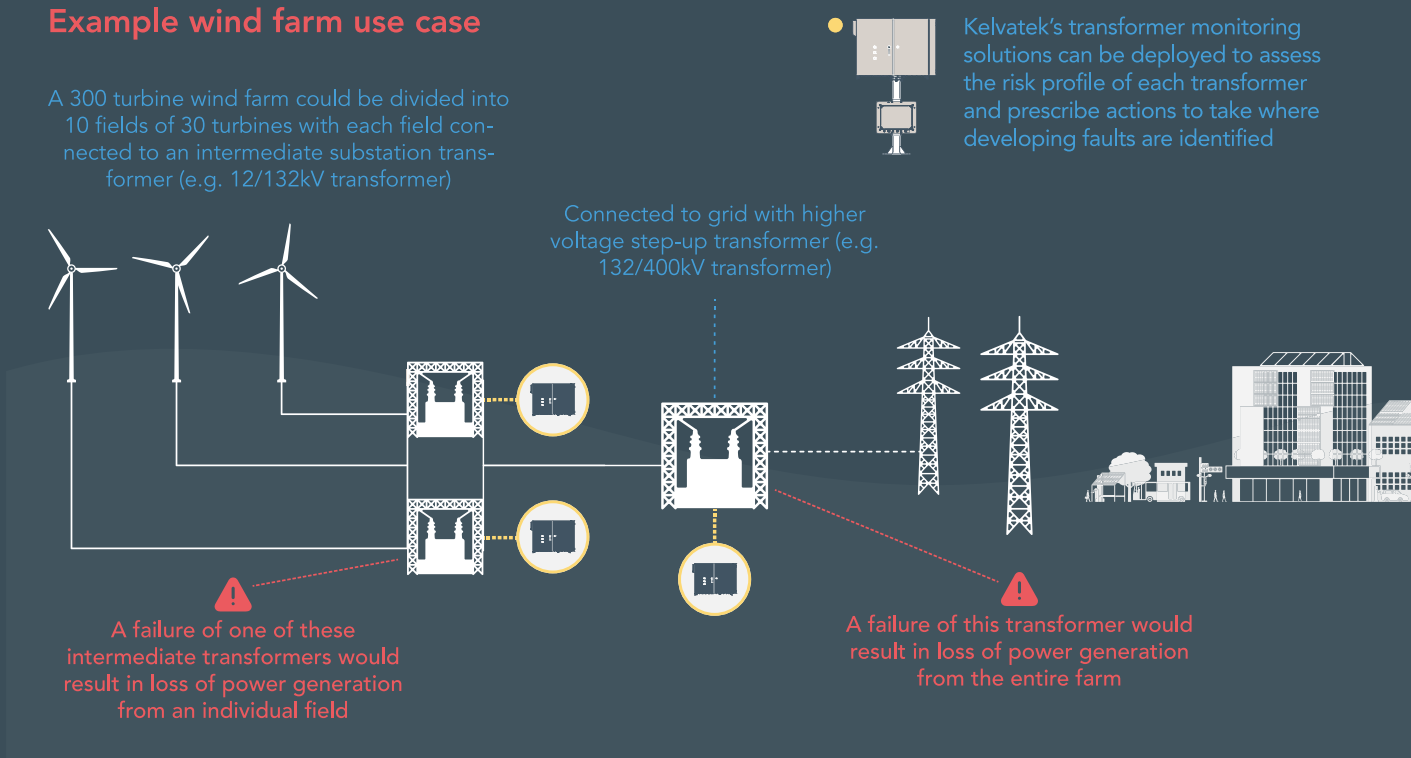 Example wind farm use case
A 300 turbine wind farm could be divided into
10 fields of 30 turbines with each field con-
nected to an intermediate substation trans-
former (e.g. 12/132kV transformer)
Kelvatek's transformer monitoring
solutions can be deployed to assess
the risk profile of each transformer
and prescribe actions to take where
developing faults are identified
Connected to grid with higher
voltage step-up transformer (e.g.
132/400kV transformer)
A failure of one of these
intermediate transformers would
result in loss of power generation
from an individual field
A failure of this transformer would
result in loss of power generation
from the entire farm